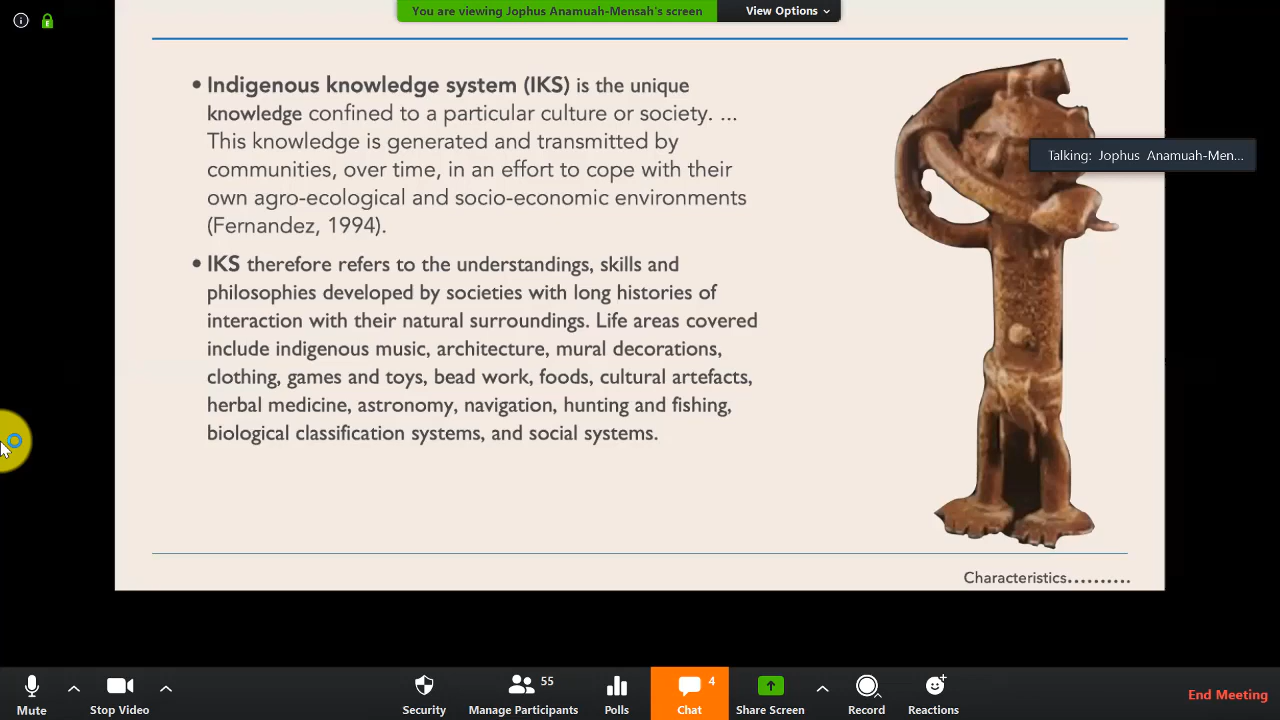 You are viewing Jophus Anamuah-Mensah's screen
View Options
E
• Indigenous knowledge system (IKS) is the unique
knowledge confined to a particular culture or society. ...
This knowledge is generated and transmitted by
communities, over time, in an effort to cope with their
own agro-ecological and socio-economic environments
(Fernandez, 1994).
Talking: Jophus Anamuah-Men...
• IKS therefore refers to the understandings, skills and
philosophies developed by societies with long histories of
interaction with their natural surroundings. Life areas covered
include indigenous music, architecture, mural decorations,
clothing, games and toys, bead work, foods, cultural artefacts,
herbal medicine, astronomy, navigation, hunting and fishing,
biological classification systems, and social systems.
Characteristics..........
Mute
Stop Video
Security
Manage Participants
55
Polls
Chat
4
Share Screen
Record
Reactions
End Meeting